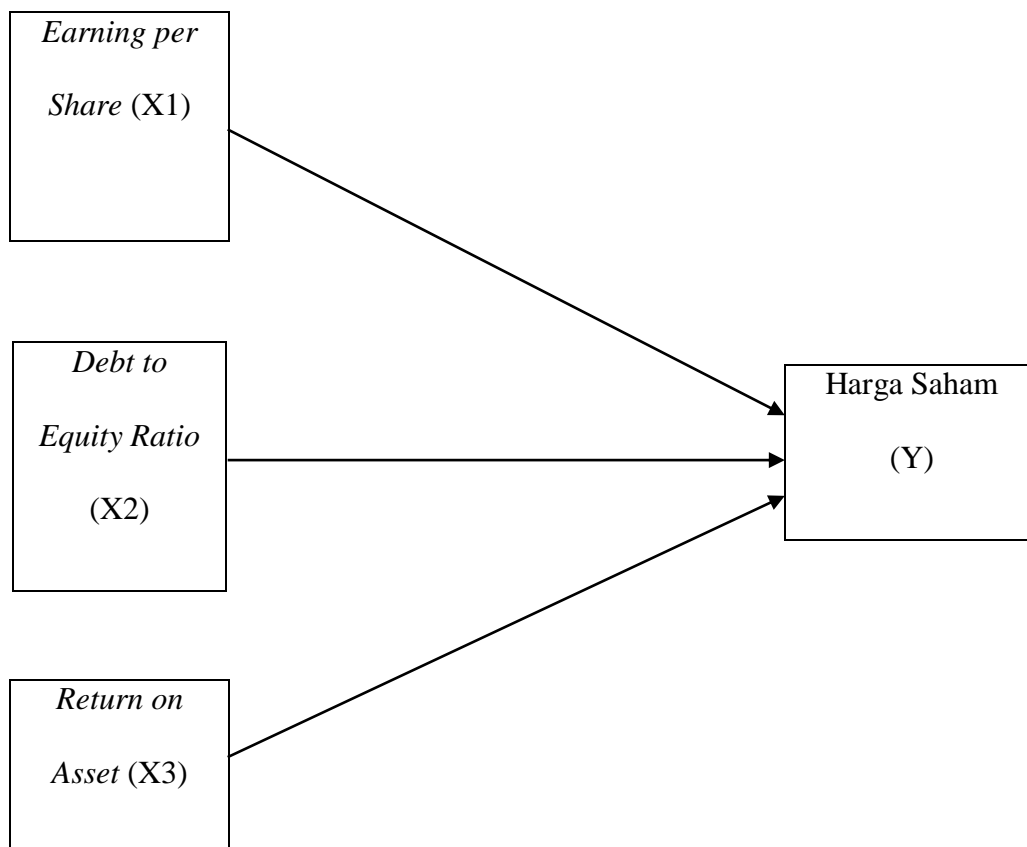 Earning per
Share (X1)
Debt to
Equity Ratio
(X2)
Harga Saham
(Y)
Return on
Asset (X3)